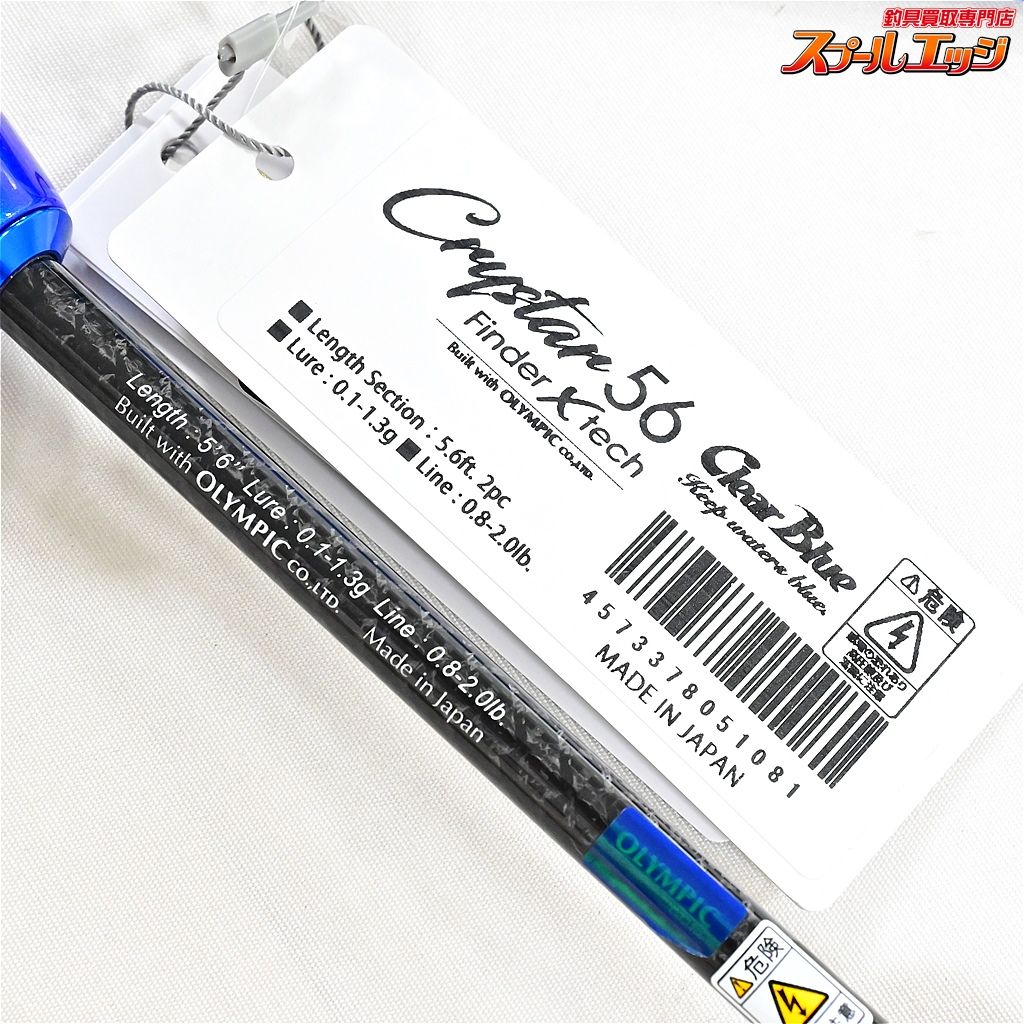 釣具買取専門店
スプールエッジ
Crystar 56
Finder X tech
Built with OLYMPIC CO.,LTD.
■Length Section : 5.6ft. 2pc
■Lure : 0.1-1.3g ■Line : 0.8-2.0lb.
Clear Blue
Keep waters blue.
4573378051081
MADE IN JAPAN
⚠危険
Length : 5'6" Lure : 0.1-1.3g Line : 0.8-2.0lb.
Built with OLYMPIC CO.,LTD. Made in Japan
OLYMPIC
⚠危険